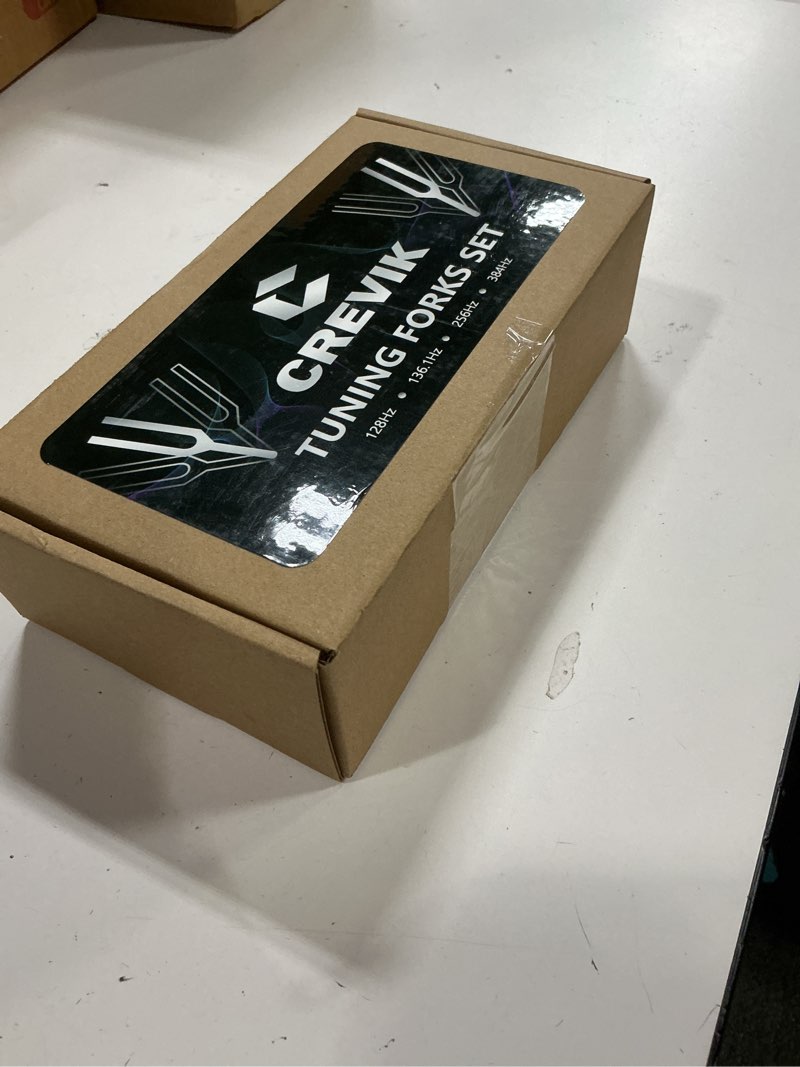 CREVIK
TUNING FORKS SET
128Hz • 136.1Hz • 256Hz • 384Hz